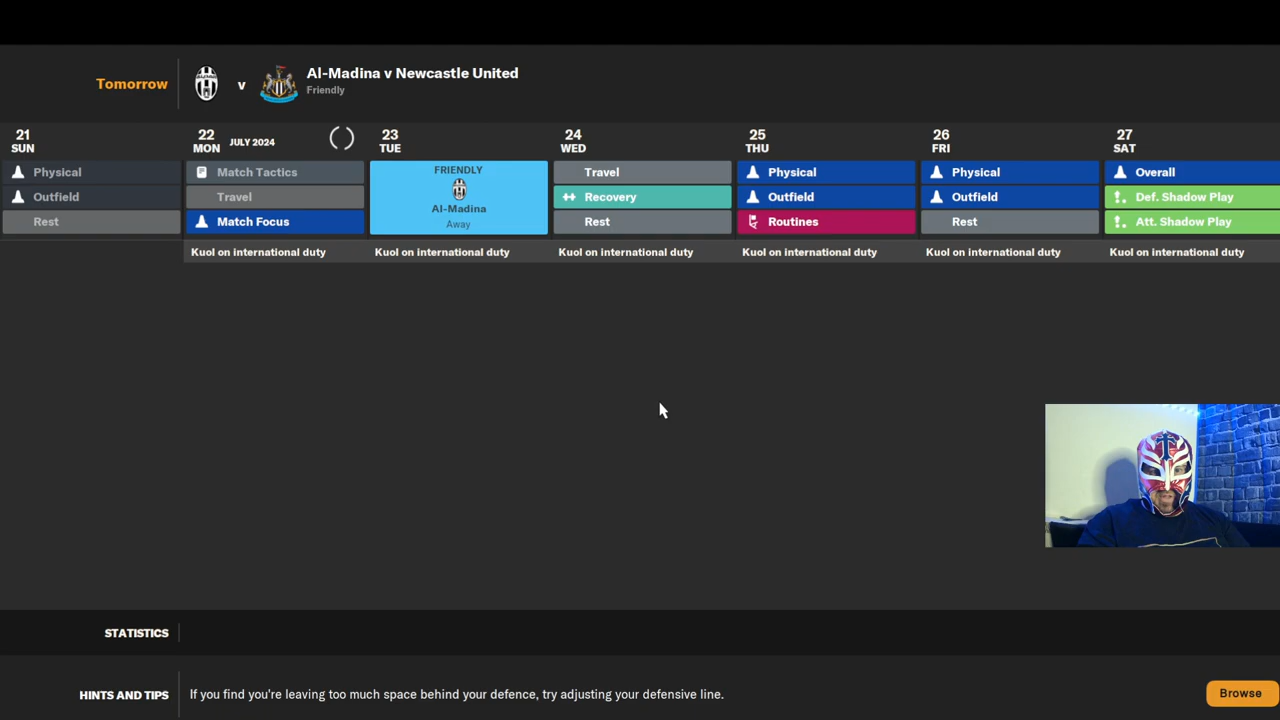 Tomorrow
v
Al-Madina v Newcastle United
Friendly
21
SUN
22
MON JULY 2024
23
TUE
24
WED
25
THU
26
FRI
27
SAT
Physical
Outfield
Rest
Match Tactics
Travel
Match Focus
FRIENDLY
Al-Madina
Away
Travel
Recovery
Rest
Physical
Outfield
Routines
Physical
Outfield
Rest
Overall
Def. Shadow Play
Att. Shadow Play
Kuol on international duty
Kuol on international duty
Kuol on international duty
Kuol on international duty
Kuol on international duty
Kuol on international duty
STATISTICS
HINTS AND TIPS
If you find you're leaving too much space behind your defence, try adjusting your defensive line.
Browse